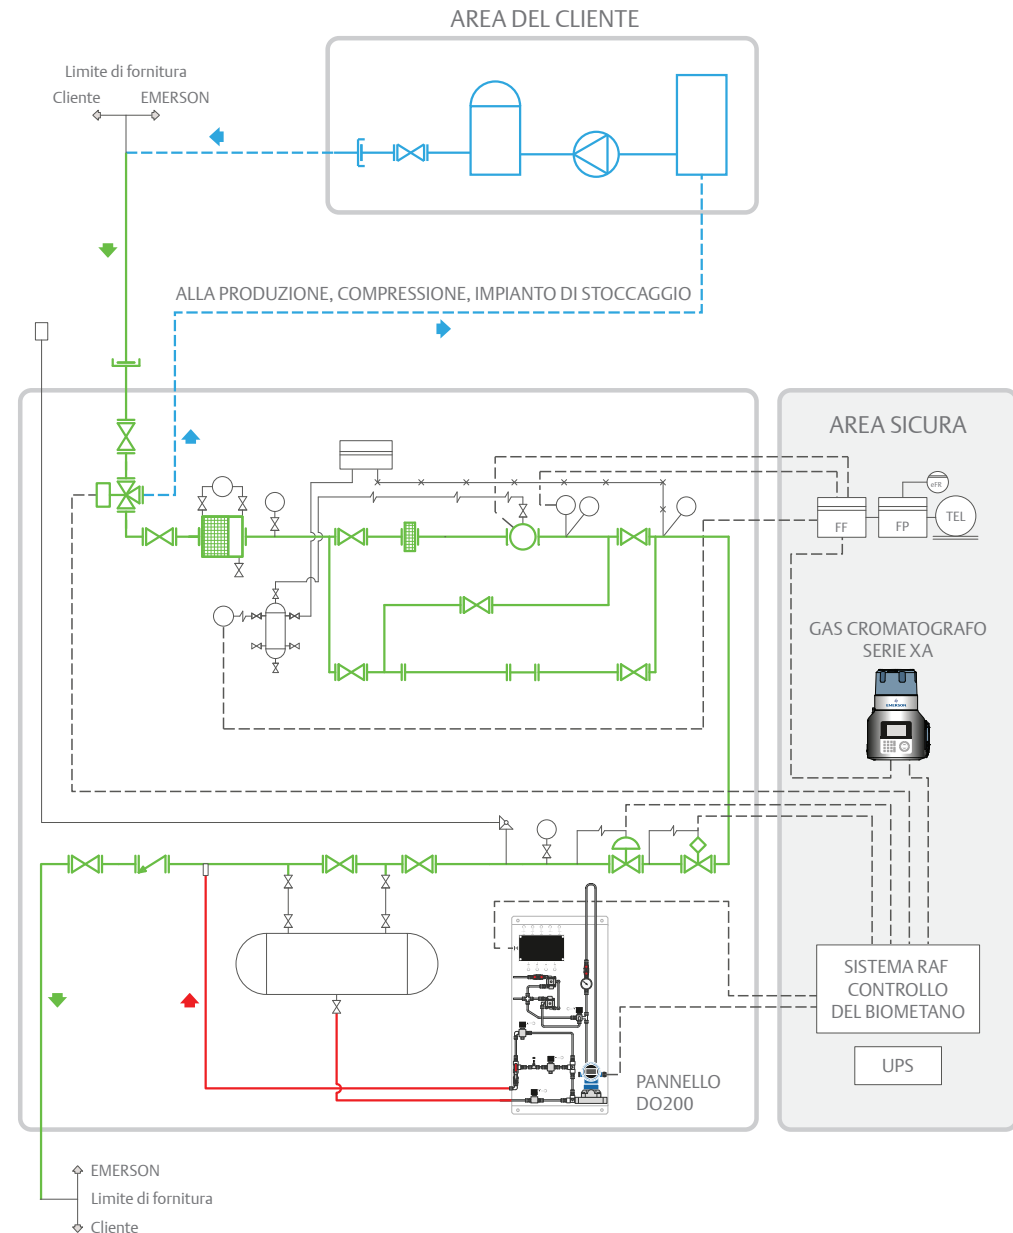 AREA DEL CLIENTE
Limite di fornitura
Cliente
EMERSON
ALLA PRODUZIONE, COMPRESSIONE, IMPIANTO DI STOCCAGGIO
AREA SICURA
eFR
FF
FP
TEL
GAS CROMATOGRAFO
SERIE XA
EMERSON
SISTEMA RAF
CONTROLLO
DEL BIOMETANO
UPS
PANNELLO
DO200
EMERSON
Limite di fornitura
Cliente